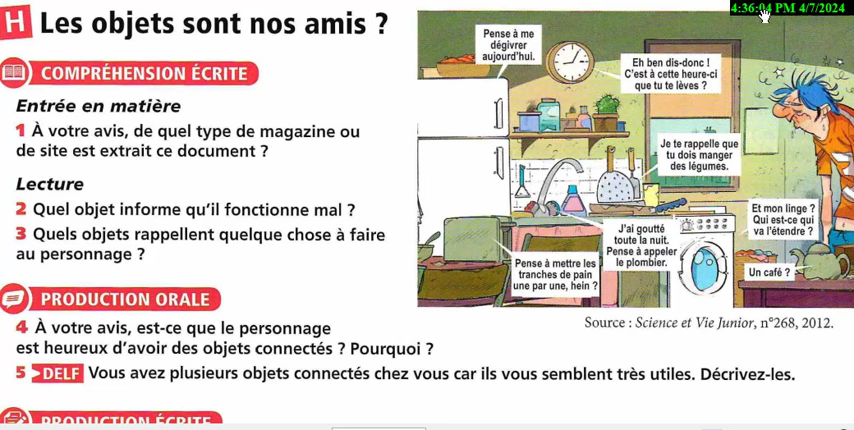 4:36:04 PM 4/7/2024
H Les objets sont nos amis ?
COMPRÉHENSION ÉCRITE
Entrée en matière
1 À votre avis, de quel type de magazine ou
de site est extrait ce document ?
Lecture
2 Quel objet informe qu'il fonctionne mal ?
3 Quels objets rappellent quelque chose à faire
au personnage ?
Pense à me
dégivrer
aujourd'hui.
Eh ben dis-donc !
C'est à cette heure-ci
que tu te lèves ?
Je te rappelle que
tu dois manger
des légumes.
Et mon linge ?
Qui est-ce qui
va l'étendre ?
J'ai goutté
toute la nuit.
Pense à appeler
le plombier.
Pense à mettre les
tranches de pain
une par une, hein ?
Un café ?
Source : Science et Vie Junior, n°268, 2012.
PRODUCTION ORALE
4 À votre avis, est-ce que le personnage
est heureux d'avoir des objets connectés ? Pourquoi ?
5 >DELF Vous avez plusieurs objets connectés chez vous car ils vous semblent très utiles. Décrivez-les.
PRODUCTION ÉCRITE